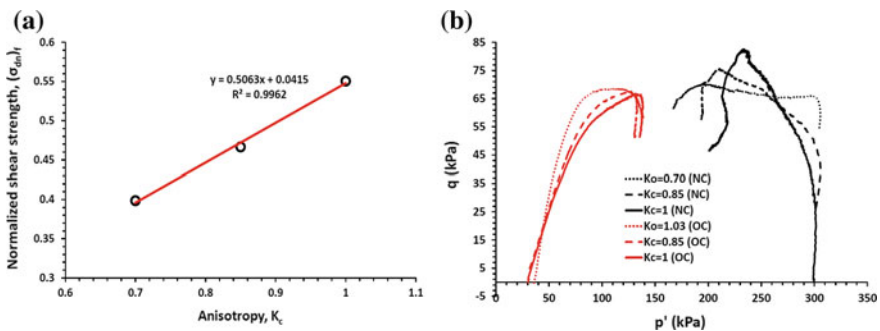 (a)
Normalized shear strength, (σdn)f
0.6
0.55
0.5
0.45
0.4
0.35
0.3
y = 0.5063x + 0.0415
R² = 0.9962
0.6 0.7 0.8 0.9 1 1.1
Anisotropy, Kc
(b)
q (kPa)
85
75
65
55
45
35
25
15
5
-5
Ko=0.70 (NC)
Kc=0.85 (NC)
Kc=1 (NC)
Ko=1.03 (OC)
Kc=0.85 (OC)
Kc=1 (OC)
0 50 100 150 200 250 300 350
p' (kPa)